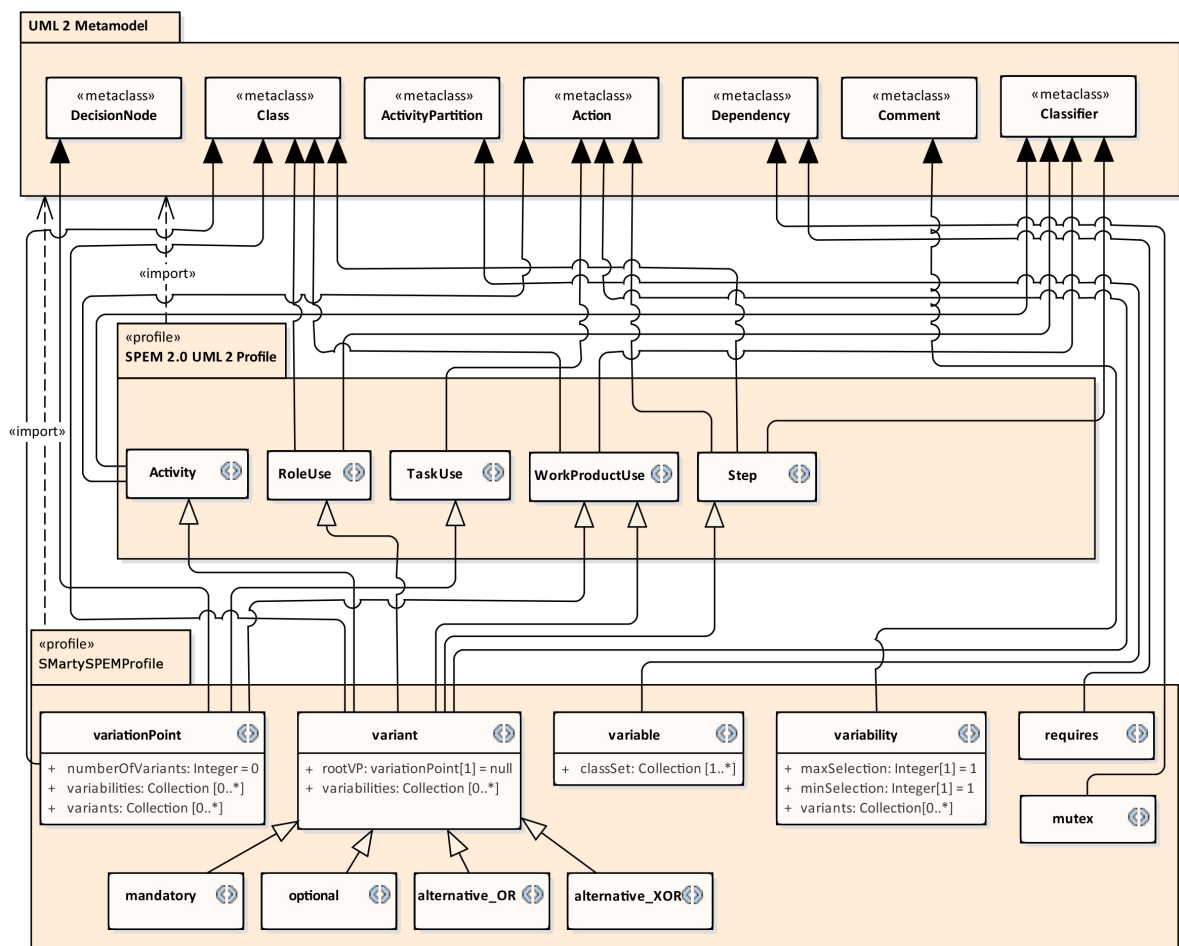 UML 2 Metamodel
«metaclass»
DecisionNode
«metaclass»
Class
«metaclass»
ActivityPartition
«metaclass»
Action
«metaclass»
Dependency
«metaclass»
Comment
«metaclass»
Classifier
«import»
«profile»
SPEM 2.0 UML 2 Profile
«import»
Activity
RoleUse
TaskUse
WorkProductUse
Step
«profile»
SMartySPEMProfile
variationPoint
+ numberOfVariants: Integer = 0
+ variabilities: Collection [0..*]
+ variants: Collection [0..*]
variant
+ rootVP: variationPoint[1] = null
+ variabilities: Collection [0..*]
variable
+ classSet: Collection [1..*]
variability
+ maxSelection: Integer[1] = 1
+ minSelection: Integer[1] = 1
+ variants: Collection[0..*]
requires
mutex
mandatory
optional
alternative_OR
alternative_XOR